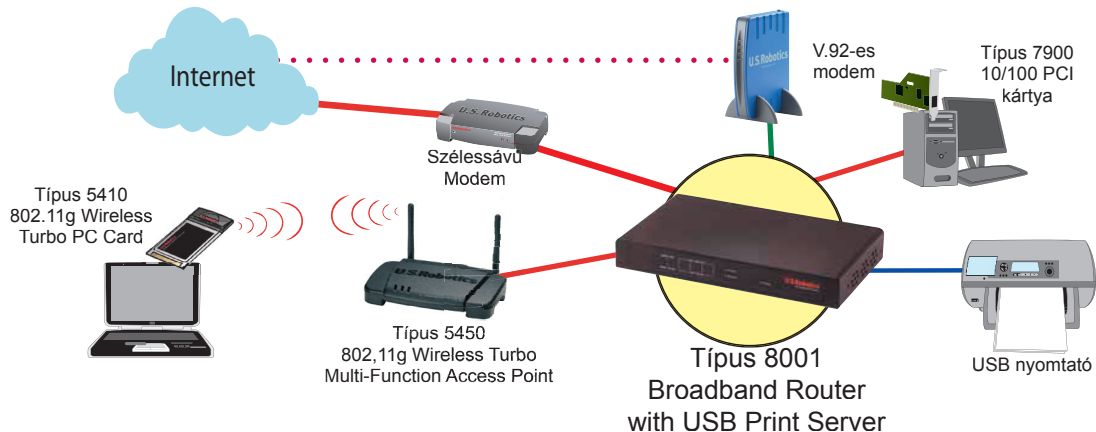 Internet
U.S.Robotics
V.92-es
modem
Típus 7900
10/100 PCI
kártya
U.S.Robotics
Szélessávú
Modem
Típus 5410
802.11g Wireless
Turbo PC Card
U.S.Robotics
Típus 5450
802,11g Wireless Turbo
Multi-Function Access Point
U.S.Robotics
Típus 8001
Broadband Router
with USB Print Server
USB nyomtató